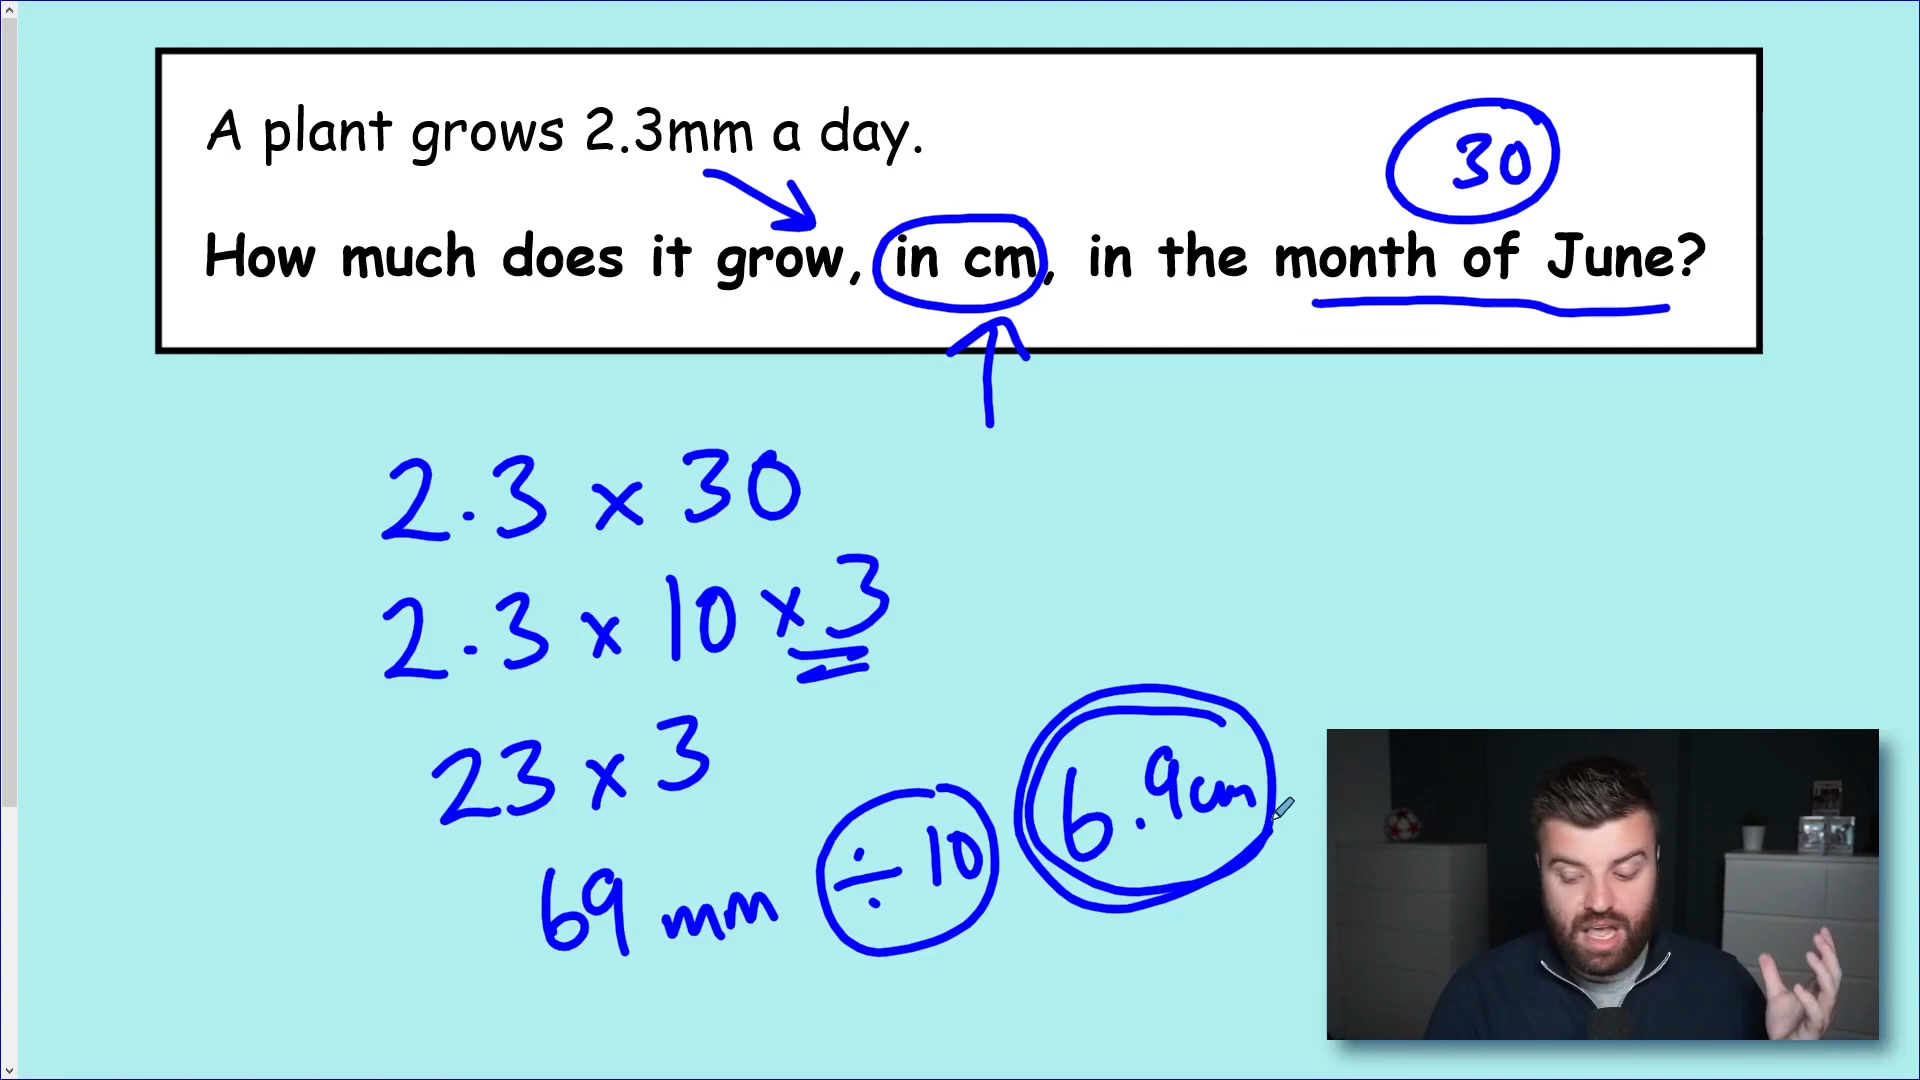 A plant grows 2.3mm a day.
30
How much does it grow, in cm, in the month of June?
2.3 x 30
2.3 x 10 x 3
23 x 3
69 mm ÷ 10 6.9cm